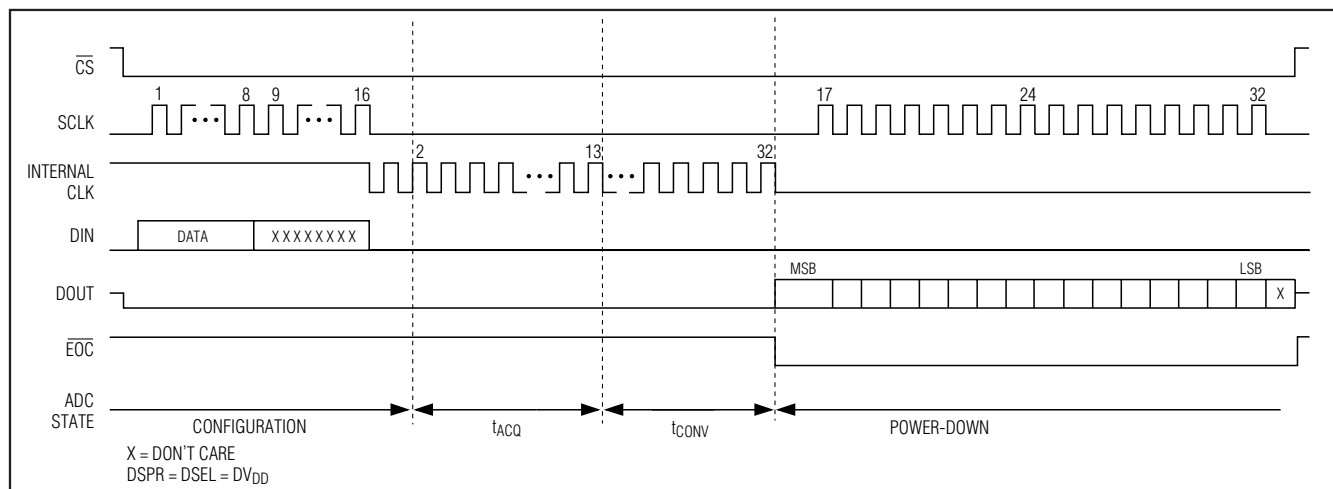 CS
1 8 9 16 17 24 32
SCLK
2 13 32
INTERNAL
CLK
DIN DATA X X X X X X X X
MSB LSB
DOUT X
EOC
ADC
STATE
CONFIGURATION tACQ tCONV POWER-DOWN
X = DON'T CARE
DSPR = DSEL = DVDD